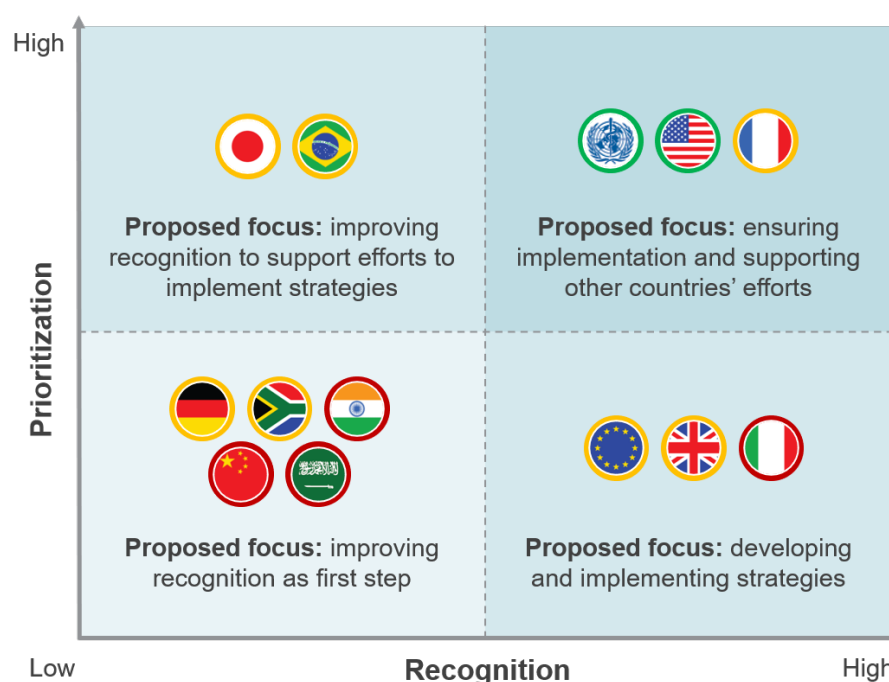 High
Proposed focus: improving
recognition to support efforts to
implement strategies
Proposed focus: ensuring
implementation and supporting
other countries’ efforts
Prioritization
Proposed focus: improving
recognition as first step
Proposed focus: developing
and implementing strategies
Low
Recognition
High